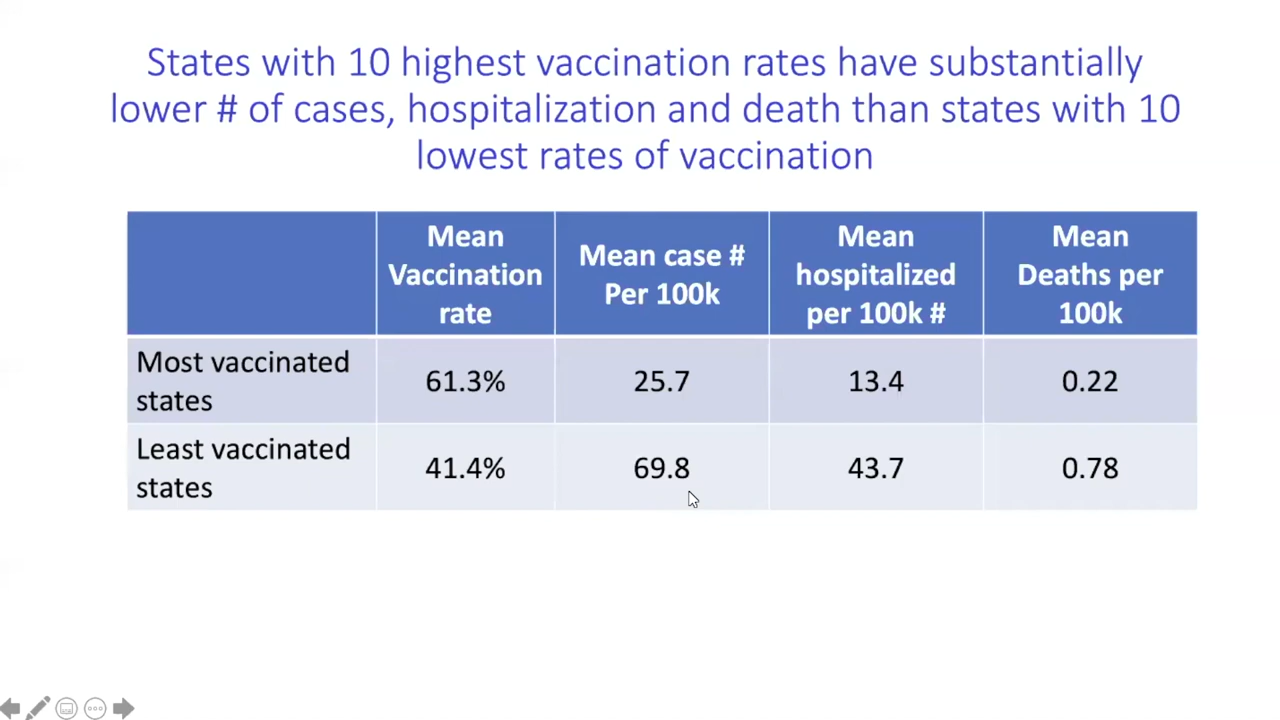 States with 10 highest vaccination rates have substantially
lower # of cases, hospitalization and death than states with 10
lowest rates of vaccination
Mean
Vaccination
rate
Mean case #
Per 100k
Mean
hospitalized
per 100k #
Mean
Deaths per
100k
Most vaccinated
states
61.3%
25.7
13.4
0.22
Least vaccinated
states
41.4%
69.8
43.7
0.78